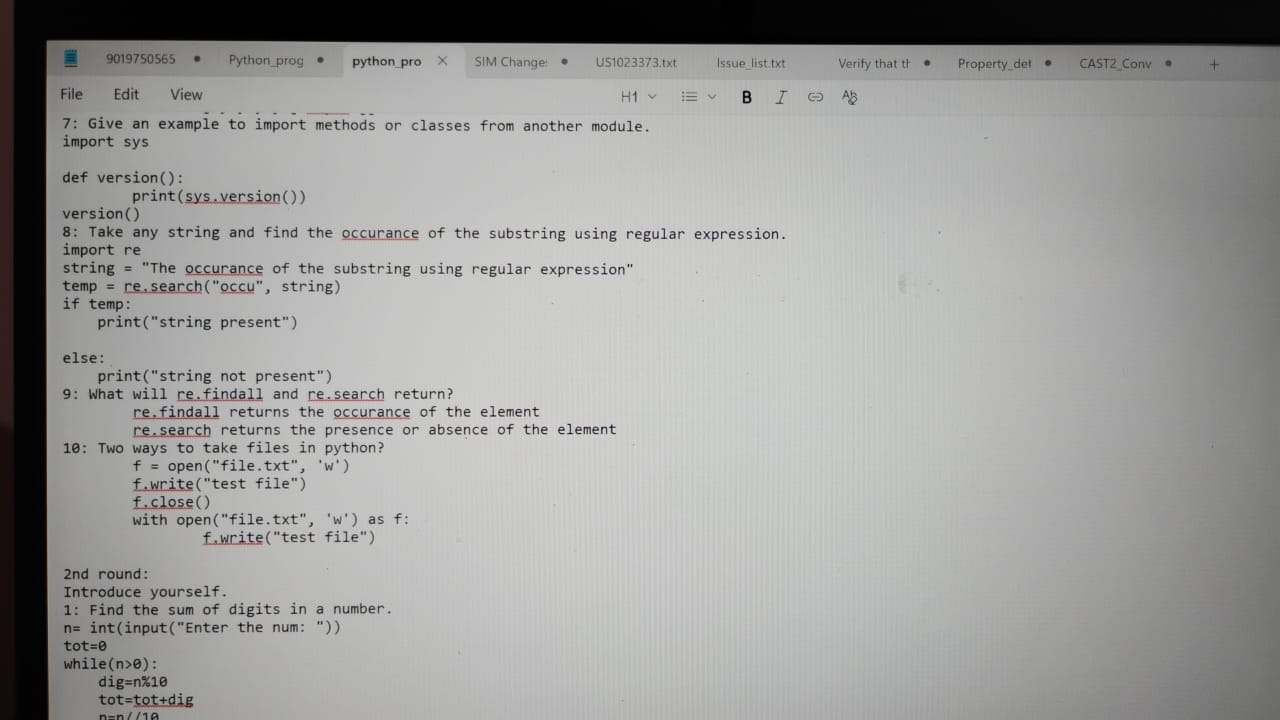 9019750565 Python_prog python_pro SIM Change: US1023373.txt Issue_list.txt Verify that th Property_det CAST2_Conv
File Edit View H1 B I
7: Give an example to import methods or classes from another module.
import sys
def version():
print(sys.version())
version()
8: Take any string and find the occurance of the substring using regular expression.
import re
string = "The occurance of the substring using regular expression"
temp = re.search("occu", string)
if temp:
print("string present")
else:
print("string not present")
9: What will re.findall and re.search return?
re.findall returns the occurance of the element
re.search returns the presence or absence of the element
10: Two ways to take files in python?
f = open("file.txt", 'w')
f.write("test file")
f.close()
with open("file.txt", 'w') as f:
f.write("test file")
2nd round:
Introduce yourself.
1: Find the sum of digits in a number.
n= int(input("Enter the num: "))
tot=0
while(n>0):
dig=n%10
tot=tot+dig
n=n//10